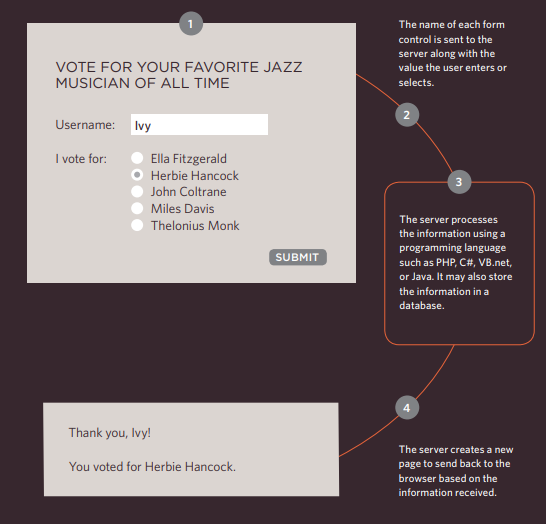 1
VOTE FOR YOUR FAVORITE JAZZ
MUSICIAN OF ALL TIME
Username: Ivy
I vote for: Ella Fitzgerald
Herbie Hancock
John Coltrane
Miles Davis
Thelonius Monk
SUBMIT
The name of each form
control is sent to the
server along with the
value the user enters or
selects.
2
3
The server processes
the information using a
programming language
such as PHP, C#, VB.net,
or Java. It may also store
the information in a
database.
4
The server creates a new
page to send back to the
browser based on the
information received.
Thank you, Ivy!
You voted for Herbie Hancock.